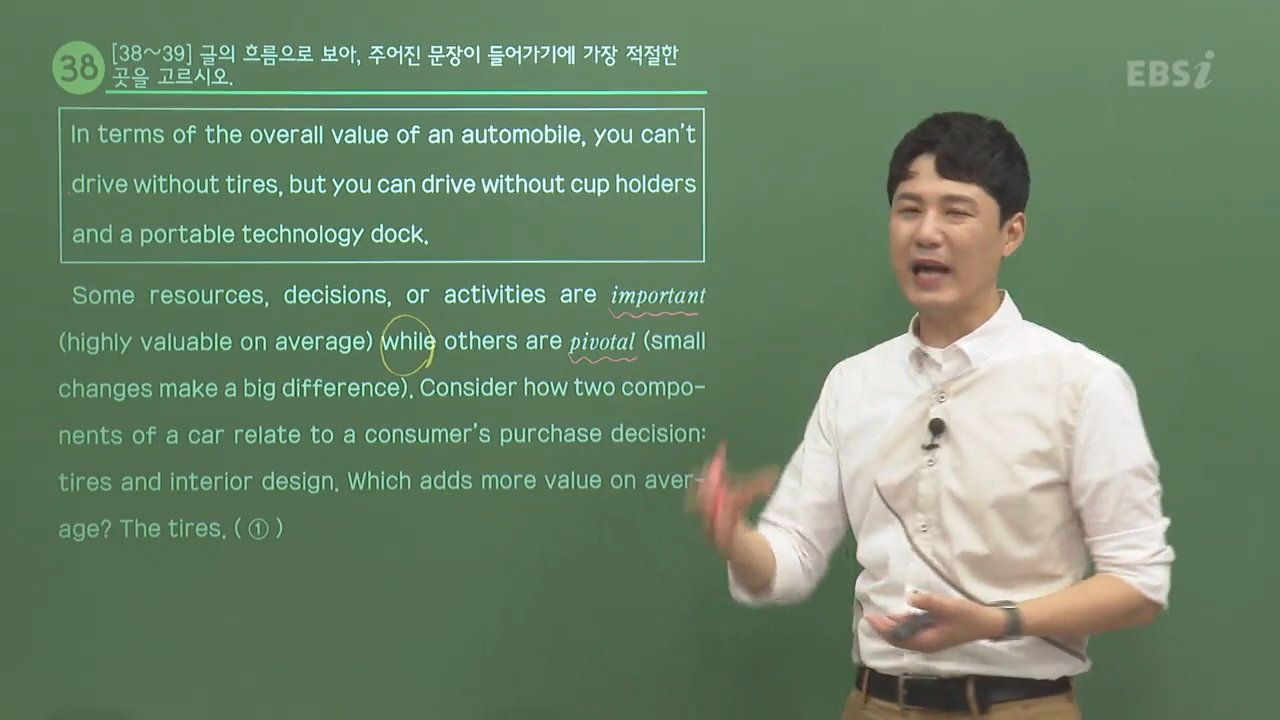 38
[38~39] 글의 흐름으로 보아, 주어진 문장이 들어가기에 가장 적절한
곳을 고르시오.
EBSi
In terms of the overall value of an automobile, you can't
drive without tires, but you can drive without cup holders
and a portable technology dock.
Some resources, decisions, or activities are important
(highly valuable on average) while others are pivotal (small
changes make a big difference). Consider how two compo-
nents of a car relate to a consumer's purchase decision:
tires and interior design. Which adds more value on aver-
age? The tires. ( ① )